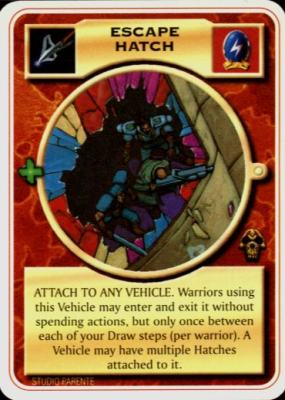 ESCAPE
HATCH
ATTACH TO ANY VEHICLE. Warriors using
this Vehicle may enter and exit it without
spending actions, but only once between
each of your Draw steps (per warrior). A
Vehicle may have multiple Hatches
attached to it.
STUDIO PARENTE